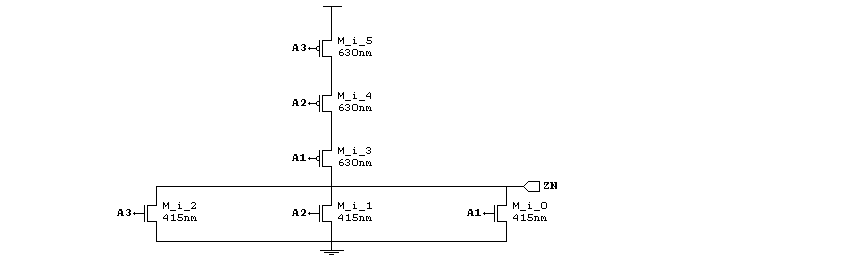 M_i_5
A3
630nm
M_i_4
A2
630nm
M_i_3
A1
630nm
ZN
A3
M_i_2
415nm
A2
M_i_1
415nm
A1
M_i_0
415nm